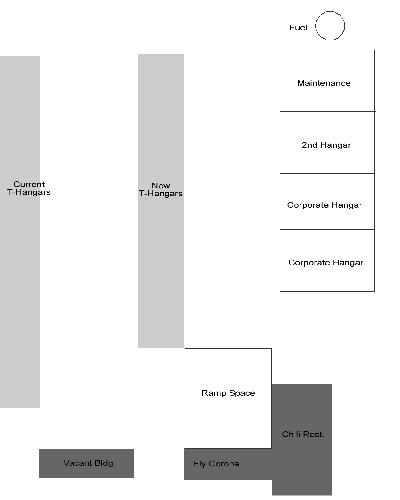 Fuel
Maintenance
2nd Hangar
Current
T-Hangars
New
T-Hangars
Corporate Hangar
Corporate Hangar
Ramp Space
Chili Rest.
Vacant Bldg
Fly Corona